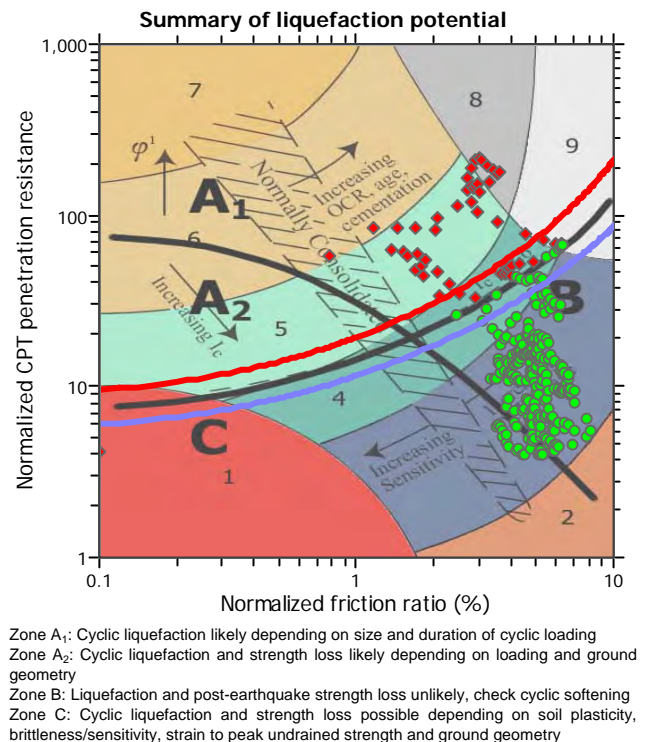 Summary of liquefaction potential
1,000
100
10
1
Normalized CPT penetration resistance
7
8
9
φ¹
A₁
Normally Consolidated
Increasing
OCR, age,
cementation
6
A₂
Increasing Ic
5
Ic
B
4
C
1
Increasing
Sensitivity
2
0.1
1
10
Normalized friction ratio (%)
Zone A₁: Cyclic liquefaction likely depending on size and duration of cyclic loading
Zone A₂: Cyclic liquefaction and strength loss likely depending on loading and ground
geometry
Zone B: Liquefaction and post-earthquake strength loss unlikely, check cyclic softening
Zone C: Cyclic liquefaction and strength loss possible depending on soil plasticity,
brittleness/sensitivity, strain to peak undrained strength and ground geometry